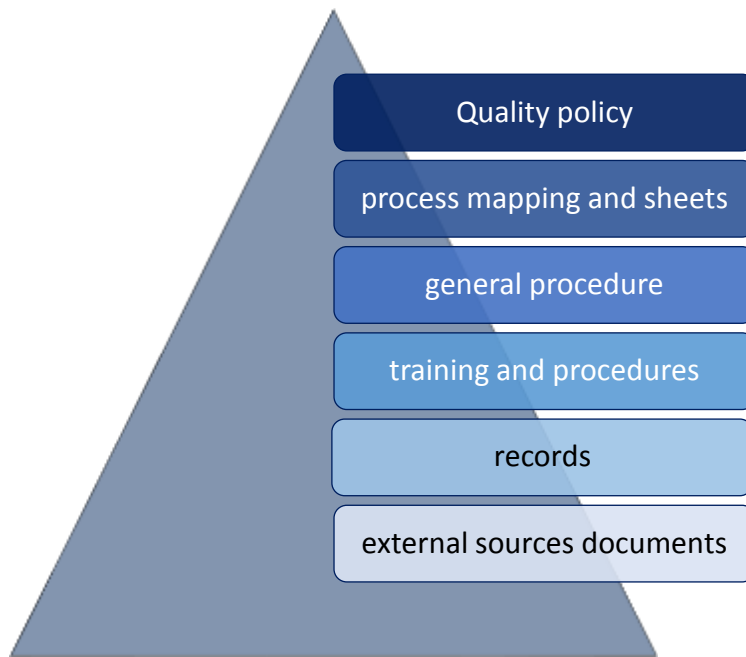 Quality policy
process mapping and sheets
general procedure
training and procedures
records
external sources documents